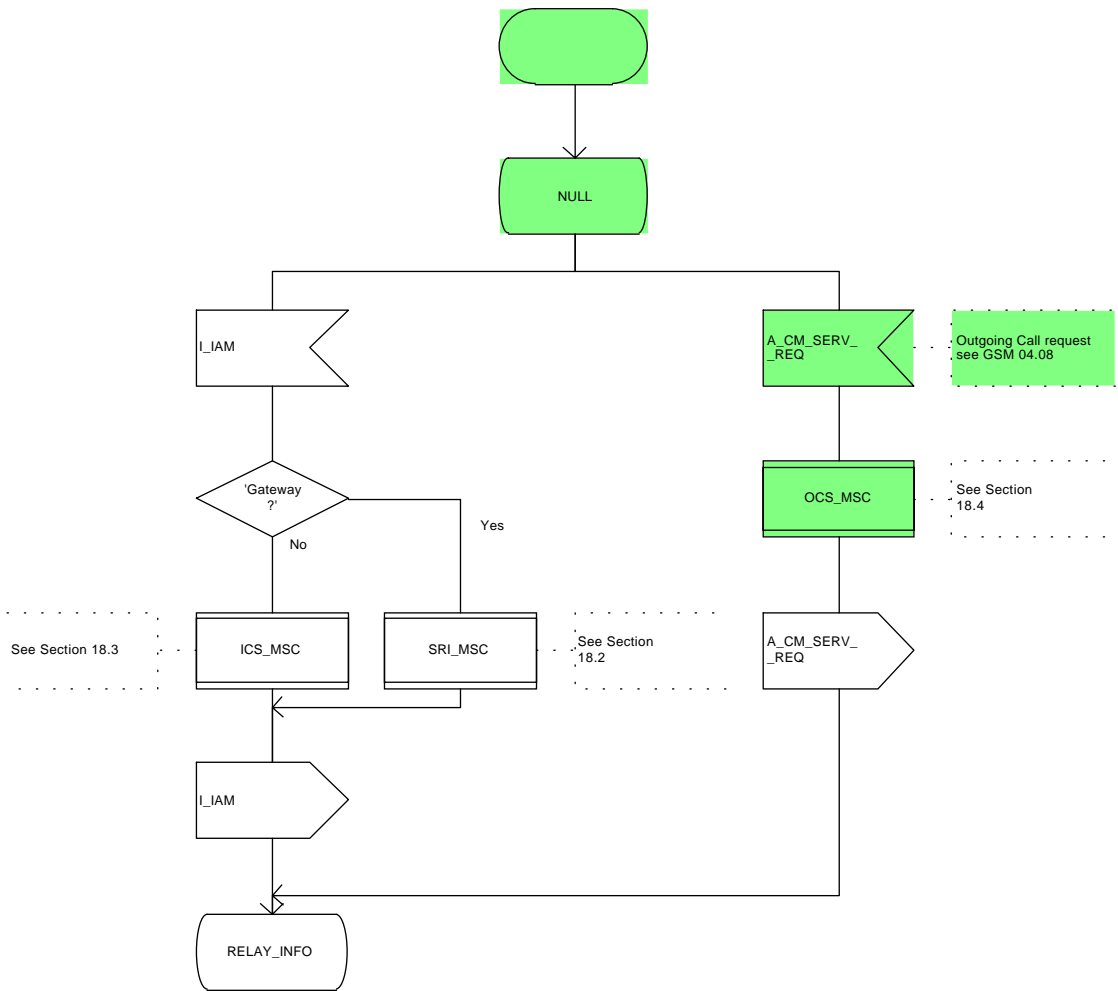 NULL
I_IAM
A_CM_SERV_
_REQ
Outgoing Call request
see GSM 04.08
'Gateway
?'
Yes
No
OCS_MSC
See Section
18.4
See Section 18.3
ICS_MSC
SRI_MSC
See Section
18.2
A_CM_SERV_
_REQ
I_IAM
RELAY_INFO